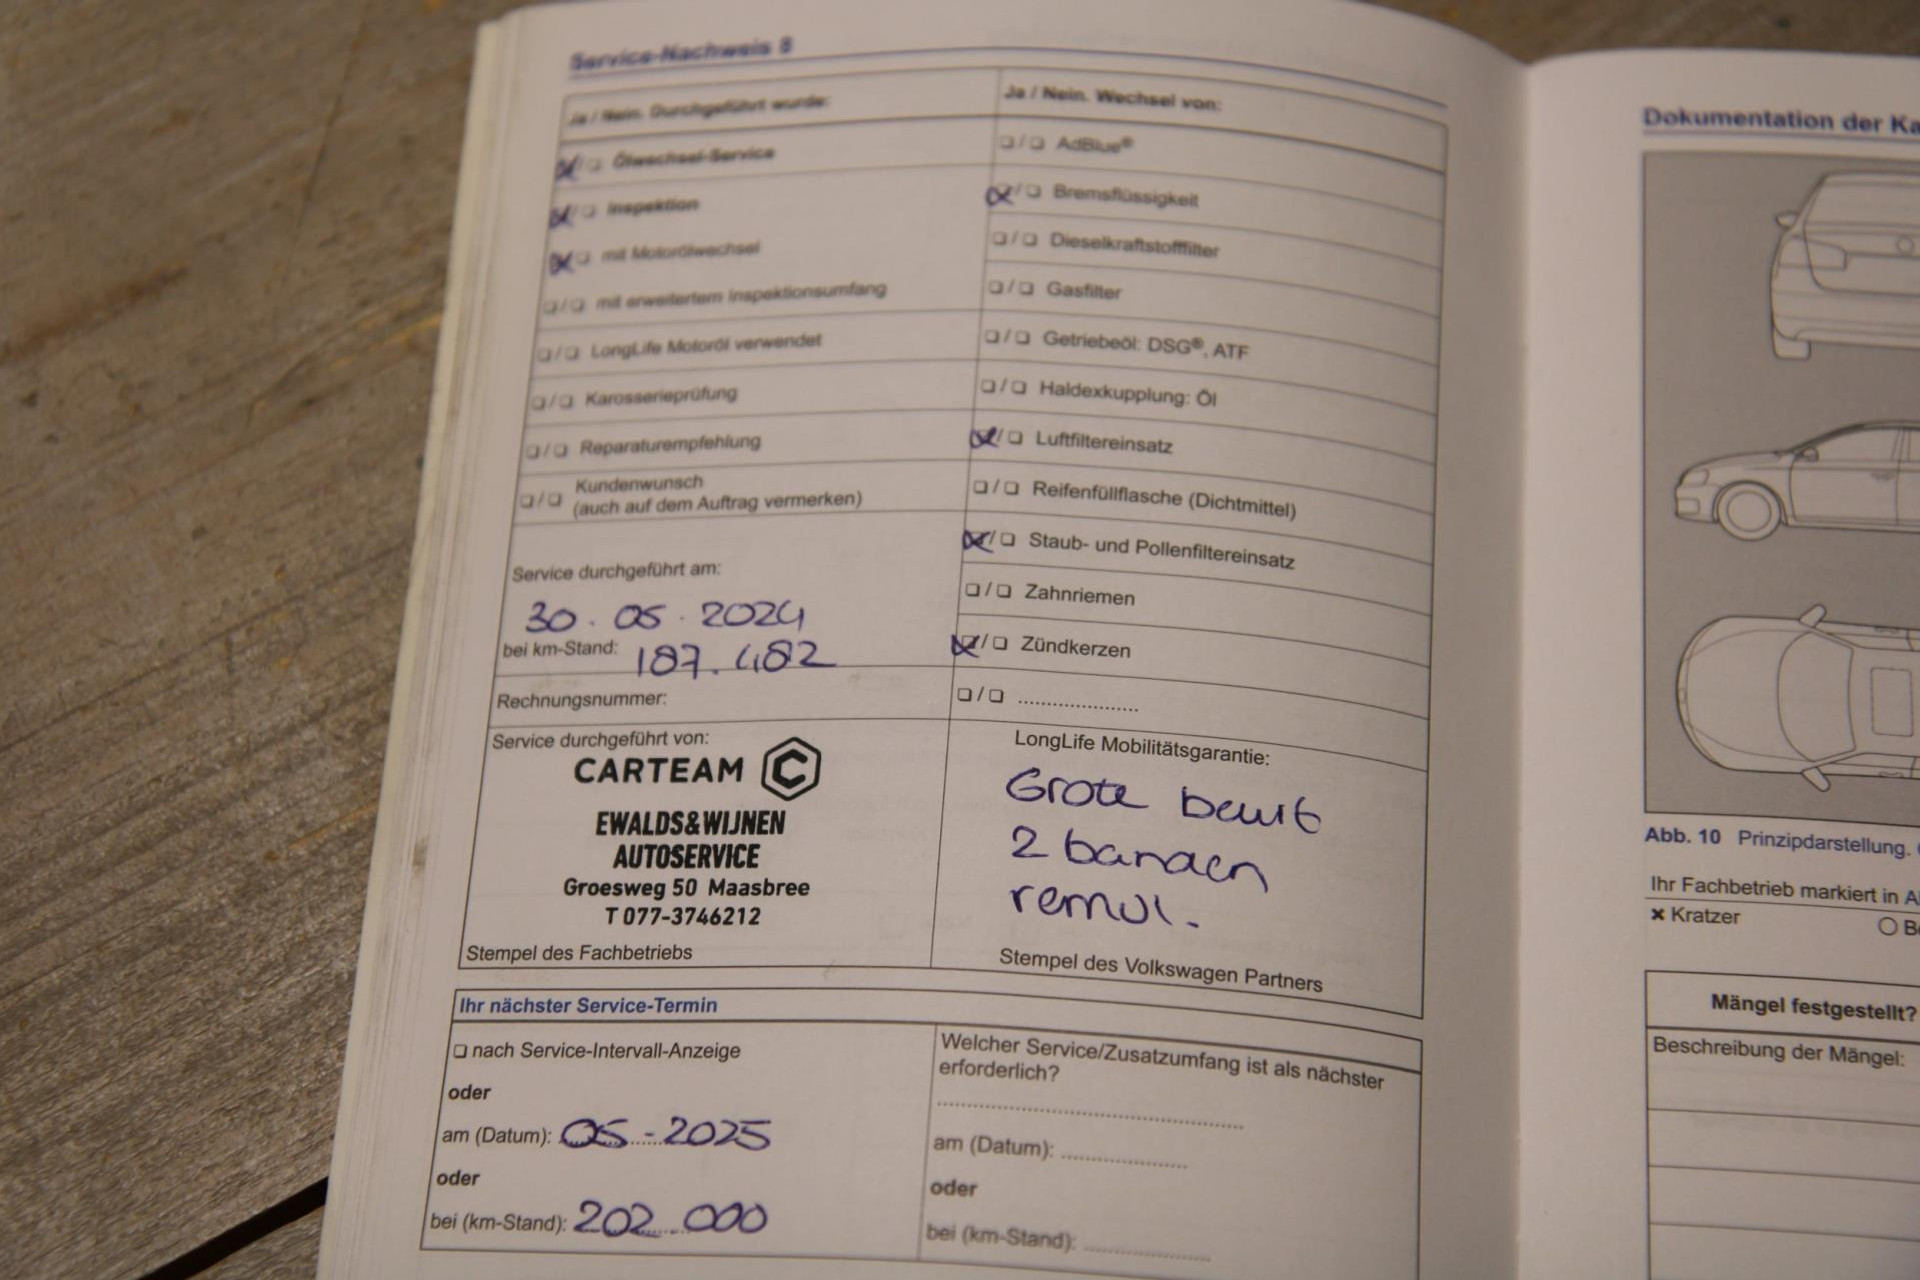 Service-Nachweis 8
Ja / Nein. Durchgeführt wurde:
☒/❏ Ölwechsel-Service
☒/❏ Inspektion
☒/❏ mit Motorölwechsel
❏/❏ mit erweitertem Inspektionsumfang
❏/❏ LongLife Motoröl verwendet
❏/❏ Karosserieprüfung
❏/❏ Reparaturempfehlung
❏/❏ Kundenwunsch
(auch auf dem Auftrag vermerken)
Service durchgeführt am:
30.05.2024
bei km-Stand: 187.482
Rechnungsnummer:
Service durchgeführt von:
CARTEAM C
EWALDS&WIJNEN
AUTOSERVICE
Groesweg 50 Maasbree
T 077-3746212
Stempel des Fachbetriebs
Ja / Nein. Wechsel von:
❏/❏ AdBlue®
☒/❏ Bremsflüssigkeit
❏/❏ Dieselkraftstofffilter
❏/❏ Gasfilter
❏/❏ Getriebeöl: DSG®, ATF
❏/❏ Haldexkupplung: Öl
☒/❏ Luftfiltereinsatz
❏/❏ Reifenfüllflasche (Dichtmittel)
☒/❏ Staub- und Pollenfiltereinsatz
❏/❏ Zahnriemen
☒/❏ Zündkerzen
❏/❏ ....................
LongLife Mobilitätsgarantie:
Grote beurt
2 banden
remvl.
Stempel des Volkswagen Partners
Ihr nächster Service-Termin
❏ nach Service-Intervall-Anzeige
oder
am (Datum): 05-2025
oder
bei (km-Stand): 202.000
Welcher Service/Zusatzumfang ist als nächster
erforderlich?
am (Datum): ....................
oder
bei (km-Stand): ....................
Dokumentation der
Abb. 10 Prinzipdarstellung.
Ihr Fachbetrieb markiert in
✖ Kratzer
Mängel festgestellt?
Beschreibung der Mängel: